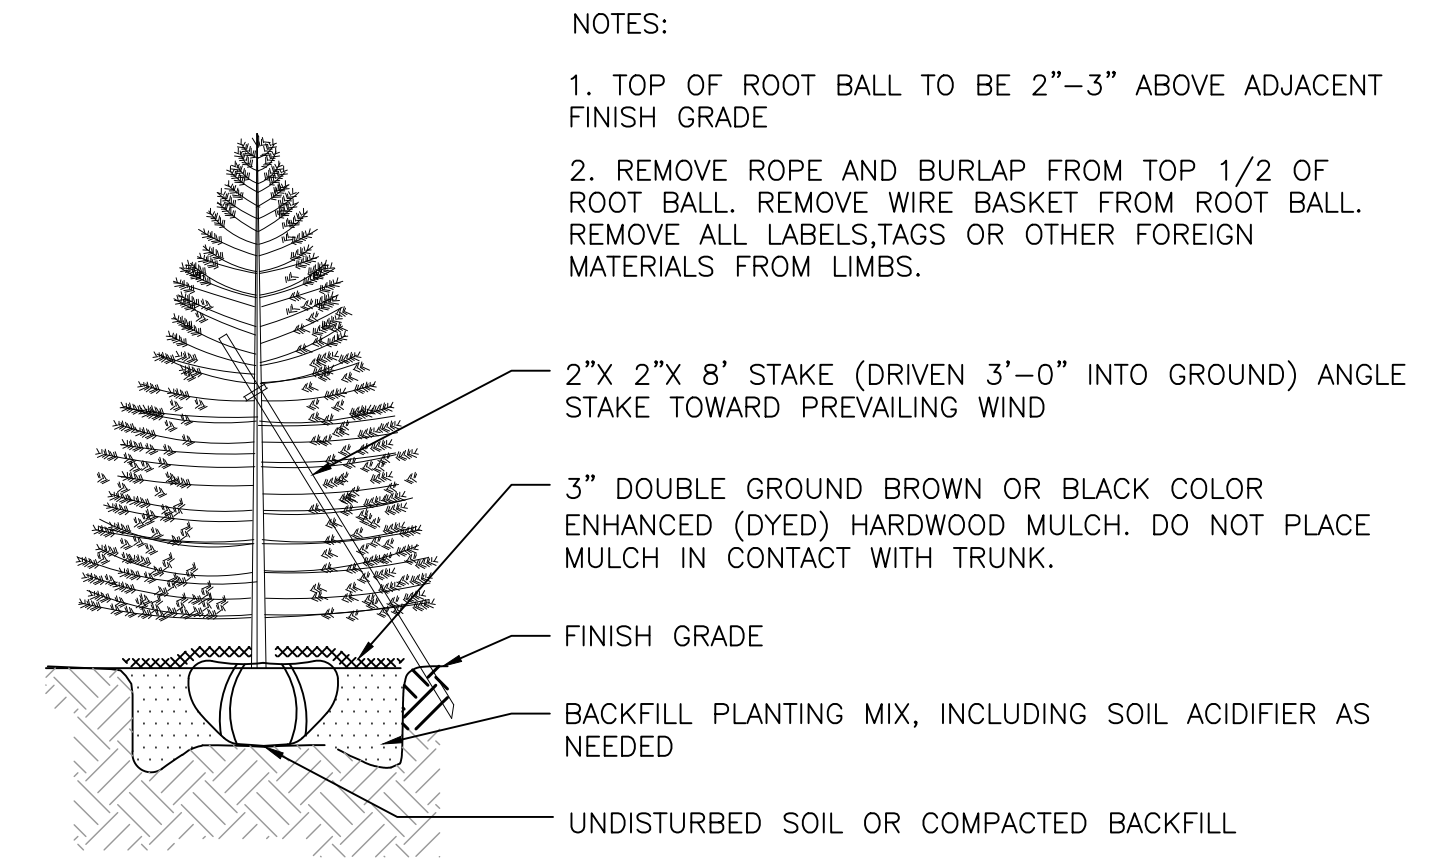 NOTES:
1. TOP OF ROOT BALL TO BE 2”–3” ABOVE ADJACENT
FINISH GRADE
2. REMOVE ROPE AND BURLAP FROM TOP 1/2 OF
ROOT BALL. REMOVE WIRE BASKET FROM ROOT BALL.
REMOVE ALL LABELS,TAGS OR OTHER FOREIGN
MATERIALS FROM LIMBS.
2”X 2”X 8’ STAKE (DRIVEN 3’–0” INTO GROUND) ANGLE
STAKE TOWARD PREVAILING WIND
3” DOUBLE GROUND BROWN OR BLACK COLOR
ENHANCED (DYED) HARDWOOD MULCH. DO NOT PLACE
MULCH IN CONTACT WITH TRUNK.
FINISH GRADE
BACKFILL PLANTING MIX, INCLUDING SOIL ACIDIFIER AS
NEEDED
UNDISTURBED SOIL OR COMPACTED BACKFILL